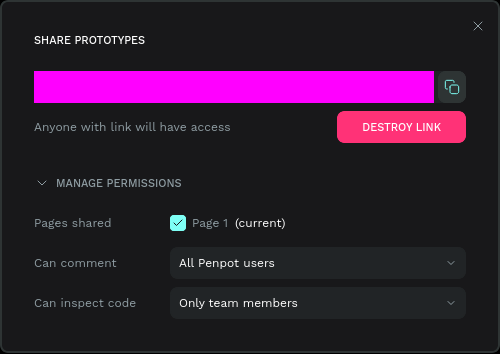 SHARE PROTOTYPES
Anyone with link will have access
DESTROY LINK
MANAGE PERMISSIONS
Pages shared
Page 1 (current)
Can comment
All Penpot users
Can inspect code
Only team members